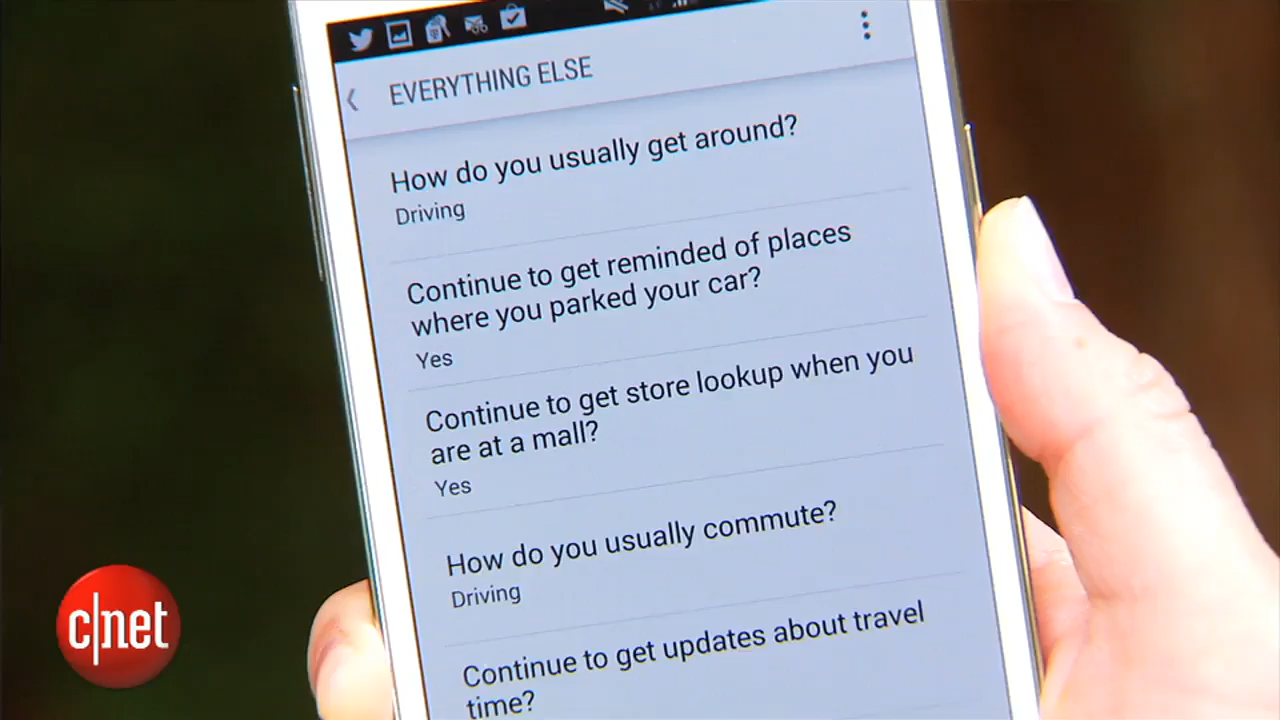 EVERYTHING ELSE
How do you usually get around?
Driving
Continue to get reminded of places
where you parked your car?
Yes
Continue to get store lookup when you
are at a mall?
Yes
How do you usually commute?
Driving
Continue to get updates about travel
time?
c|net